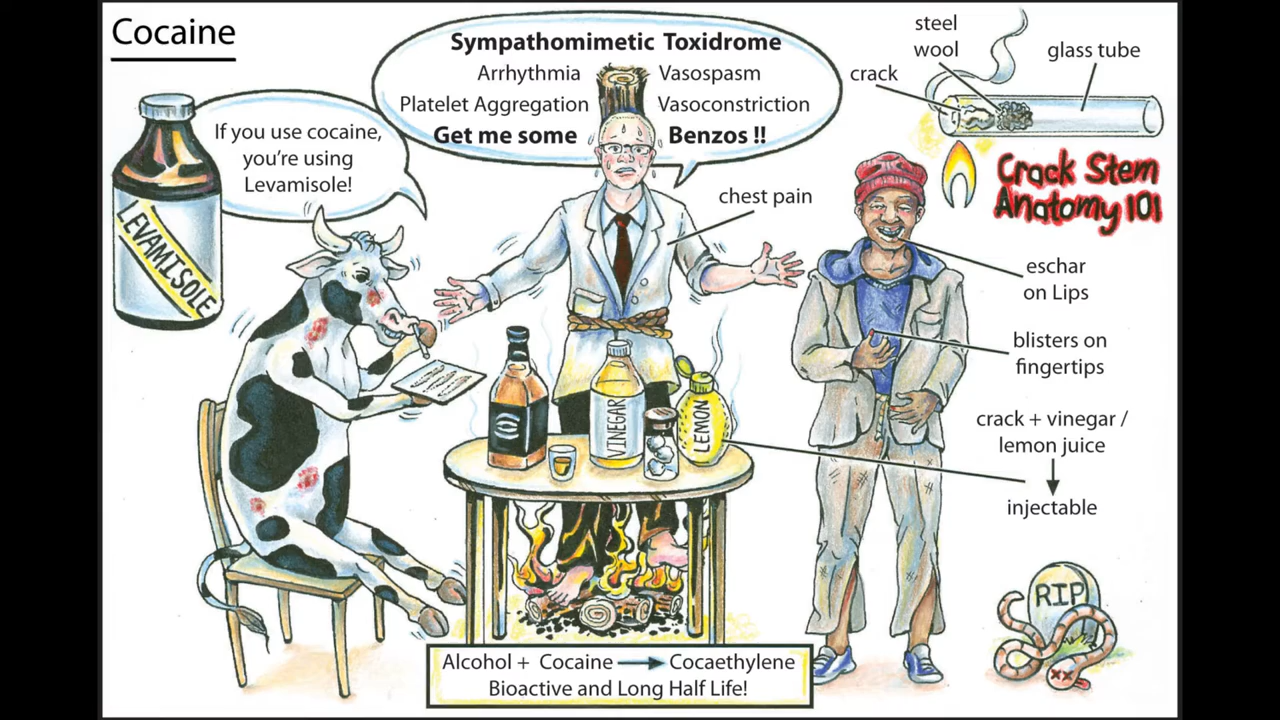 Cocaine
LEVAMISOLE
If you use cocaine,
you're using
Levamisole!
Sympathomimetic Toxidrome
Arrhythmia Vasospasm
Platelet Aggregation Vasoconstriction
Get me some Benzos !!
chest pain
steel
wool
glass tube
crack
Crack Stem
Anatomy 101
eschar
on Lips
blisters on
fingertips
crack + vinegar /
lemon juice
injectable
VINEGAR
LEMON
RIP
Alcohol + Cocaine → Cocaethylene
Bioactive and Long Half Life!